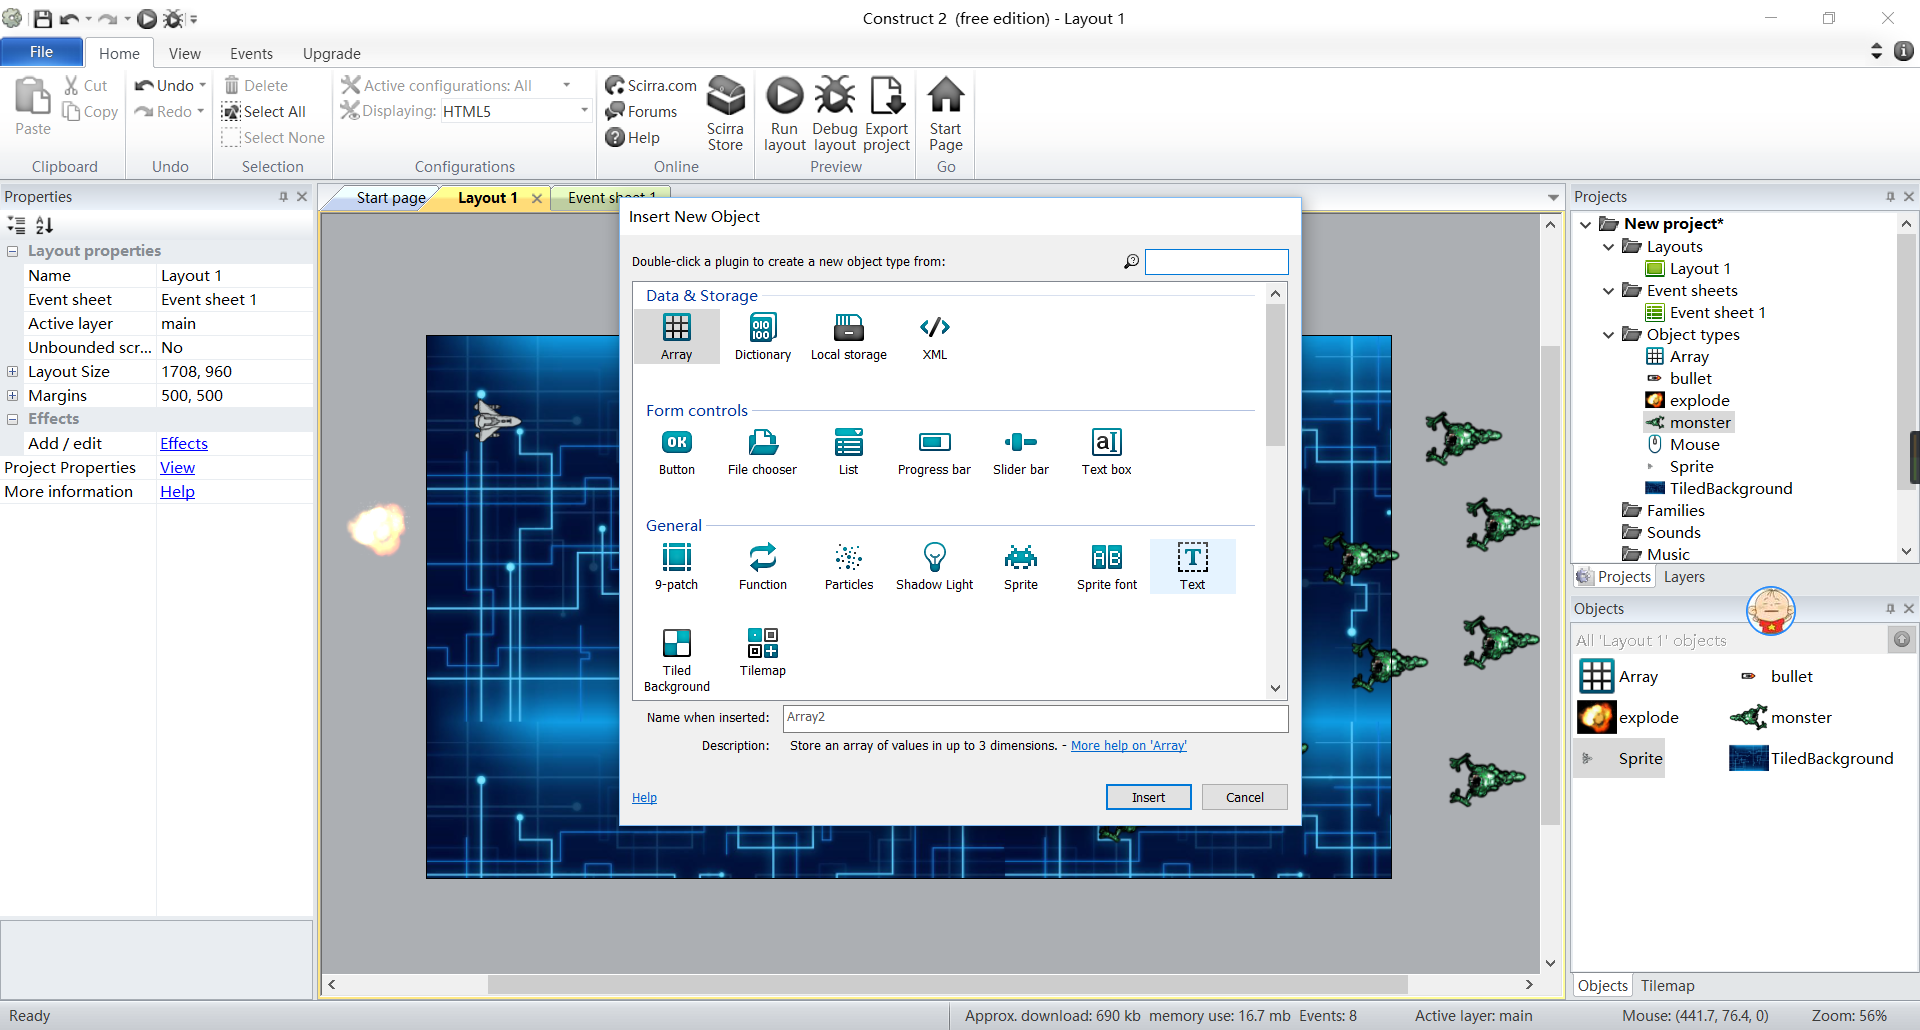 Construct 2  (free edition) - Layout 1
File
Home
View
Events
Upgrade
Paste
Cut
Copy
Clipboard
Undo
Redo
Undo
Delete
Select All
Select None
Selection
Active configurations: All
Displaying: HTML5
Configurations
Scirra.com
Forums
Help
Scirra Store
Online
Run layout
Debug layout
Export project
Preview
Start Page
Go
Properties
Layout properties
Name Layout 1
Event sheet Event sheet 1
Active layer main
Unbounded scr... No
Layout Size 1708, 960
Margins 500, 500
Effects
Add / edit Effects
Project Properties View
More information Help
Start page
Layout 1
Event sheet 1
Insert New Object
Double-click a plugin to create a new object type from:
Data & Storage
Array
Dictionary
Local storage
XML
Form controls
OK
aI
Button
File chooser
List
Progress bar
Slider bar
Text box
General
AB
T
9-patch
Function
Particles
Shadow Light
Sprite
Sprite font
Text
Tiled Background
Tilemap
Name when inserted: Array2
Description: Store an array of values in up to 3 dimensions. - More help on 'Array'
Help
Insert
Cancel
Projects
New project*
Layouts
Layout 1
Event sheets
Event sheet 1
Object types
Array
bullet
explode
monster
Mouse
Sprite
TiledBackground
Families
Sounds
Music
Projects
Layers
Objects
All 'Layout 1' objects
Array
bullet
explode
monster
Sprite
TiledBackground
Objects
Tilemap
Ready
Approx. download: 690 kb  memory use: 16.7 mb  Events: 8
Active layer: main
Mouse: (441.7, 76.4, 0)
Zoom: 56%